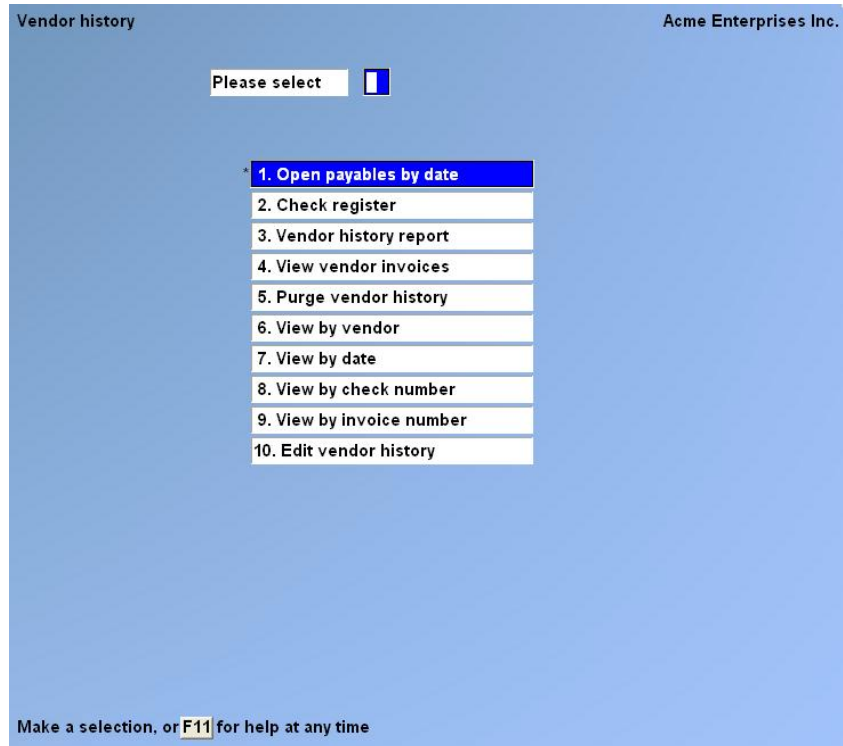 Vendor history Acme Enterprises Inc.
Please select
* 1. Open payables by date
2. Check register
3. Vendor history report
4. View vendor invoices
5. Purge vendor history
6. View by vendor
7. View by date
8. View by check number
9. View by invoice number
10. Edit vendor history
Make a selection, or F11 for help at any time